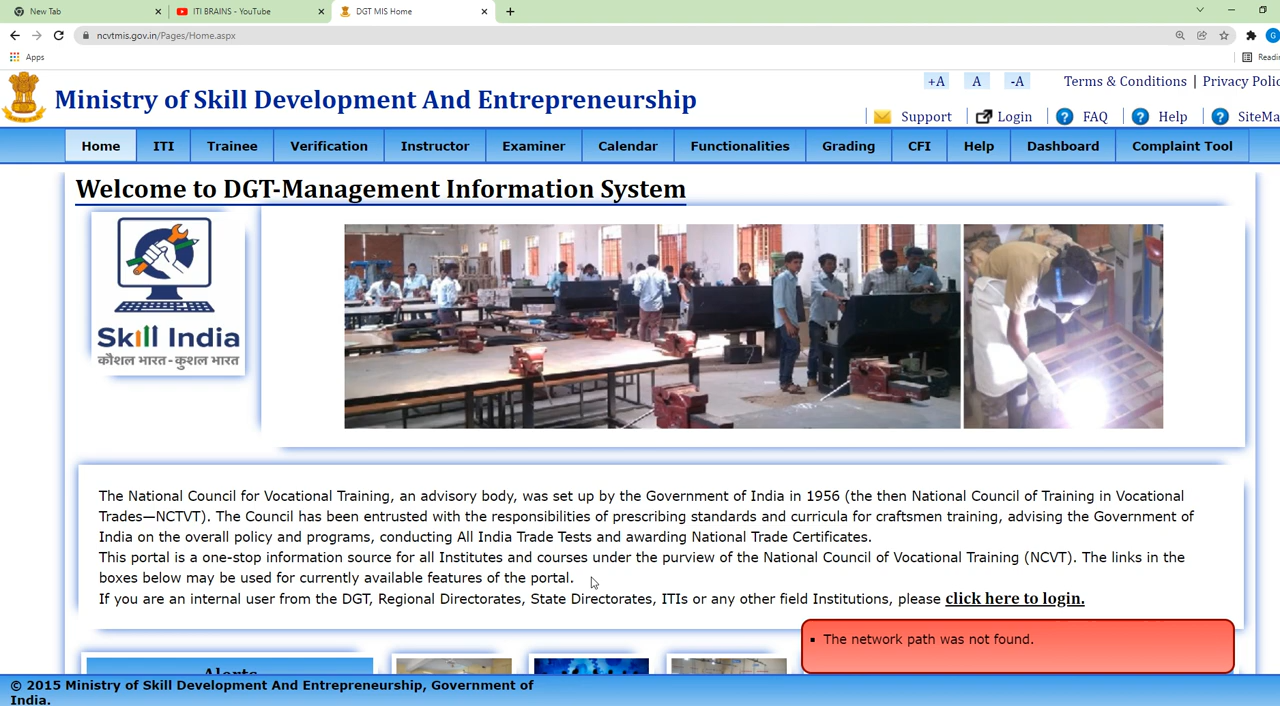 New Tab
ITI BRAINS - YouTube
DGT MIS Home
ncvtmis.gov.in/Pages/Home.aspx
G
Apps
+A A -A Terms & Conditions | Privacy
Ministry of Skill Development And Entrepreneurship
Support Login ? FAQ ? Help ?
Home ITI Trainee Verification Instructor Examiner Calendar Functionalities Grading CFI Help Dashboard Complaint Tool
Welcome to DGT-Management Information System
Skill India
कौशल भारत-कुशल भारत
The National Council for Vocational Training, an advisory body, was set up by the Government of India in 1956 (the then National Council of Training in Vocational
Trades—NCTVT). The Council has been entrusted with the responsibilities of prescribing standards and curricula for craftsmen training, advising the Government of
India on the overall policy and programs, conducting All India Trade Tests and awarding National Trade Certificates.
This portal is a one-stop information source for all Institutes and courses under the purview of the National Council of Vocational Training (NCVT). The links in the
boxes below may be used for currently available features of the portal.
If you are an internal user from the DGT, Regional Directorates, State Directorates, ITIs or any other field Institutions, please click here to login.
The network path was not found.
Alerts
© 2015 Ministry of Skill Development And Entrepreneurship, Government of
India.